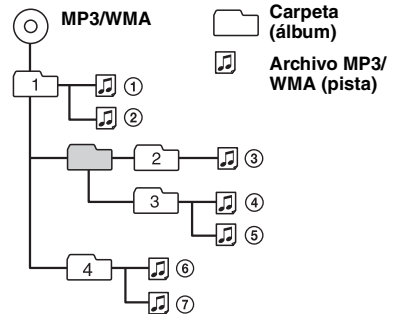 MP3/WMA
Carpeta
(álbum)
Archivo MP3/
WMA (pista)
1
①
②
2
③
3
④
⑤
4
⑥
⑦